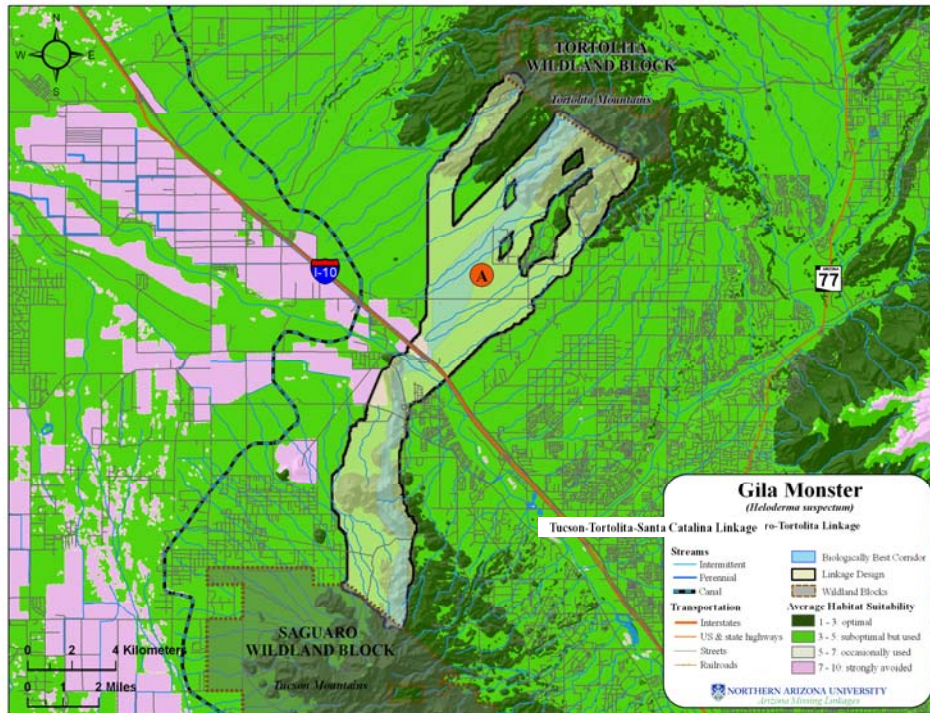 N
W E
S
TORTOLITA
WILDLAND BLOCK
Tortolita Mountains
I-10
A
ARIZONA
77
SAGUARO
WILDLAND BLOCK
Tucson Mountains
0 2 4 Kilometers
0 1 2 Miles
Gila Monster
(Heloderma suspectum)
Tucson-Tortolita-Santa Catalina Linkage ro-Tortolita Linkage
Streams
Intermittent
Perennial
Canal
Transportation
Interstates
US & state highways
Streets
Railroads
Biologically Best Corridor
Linkage Design
Wildland Blocks
Average Habitat Suitability
1 - 3: optimal
3 - 5: suboptimal but used
5 - 7: occasionally used
7 - 10: strongly avoided
NORTHERN ARIZONA UNIVERSITY
Arizona Missing Linkages